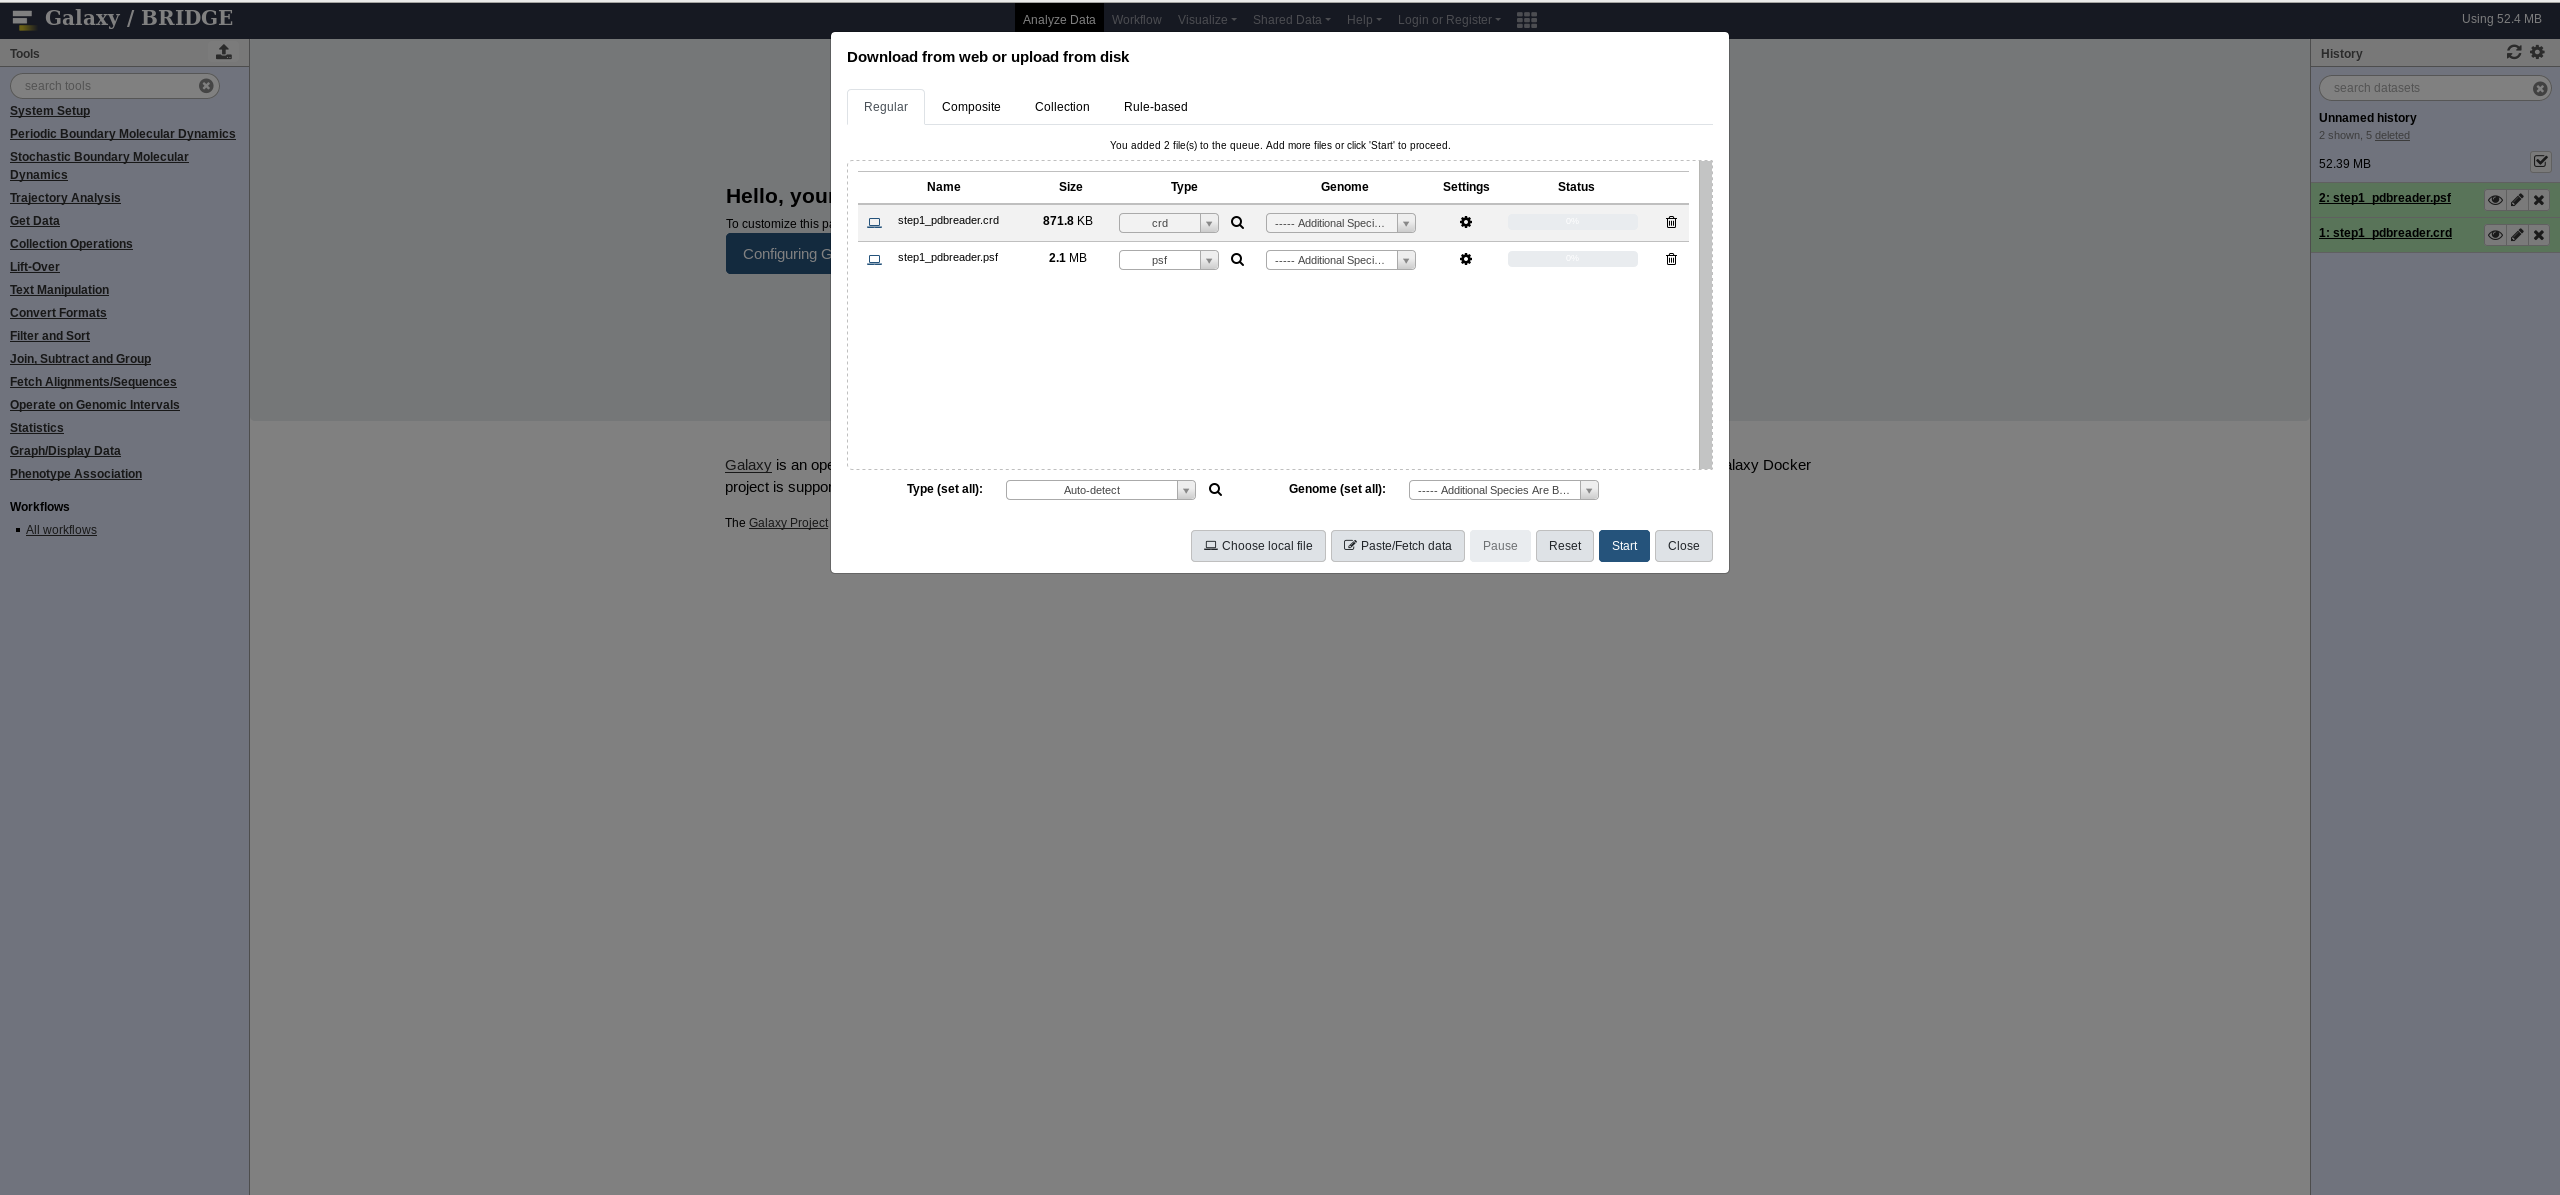 Galaxy / BRIDGE
Analyze Data Workflow Visualize Shared Data Help Login or Register
Using 52.4 MB
Tools
search tools
System Setup
Periodic Boundary Molecular Dynamics
Stochastic Boundary Molecular
Dynamics
Trajectory Analysis
Get Data
Collection Operations
Lift-Over
Text Manipulation
Convert Formats
Filter and Sort
Join, Subtract and Group
Fetch Alignments/Sequences
Operate on Genomic Intervals
Statistics
Graph/Display Data
Phenotype Association
Workflows
All workflows
Hello, your
To customize this pa
Configuring G
Galaxy is an ope
alaxy Docker
project is suppor
The Galaxy Project
Download from web or upload from disk
Regular Composite Collection Rule-based
You added 2 file(s) to the queue. Add more files or click 'Start' to proceed.
Name Size Type Genome Settings Status
step1_pdbreader.crd 871.8 KB crd ----- Additional Speci... 0%
step1_pdbreader.psf 2.1 MB psf ----- Additional Speci... 0%
Type (set all): Auto-detect Genome (set all): ----- Additional Species Are B...
Choose local file Paste/Fetch data Pause Reset Start Close
History
search datasets
Unnamed history
2 shown, 5 deleted
52.39 MB
2: step1_pdbreader.psf
1: step1_pdbreader.crd